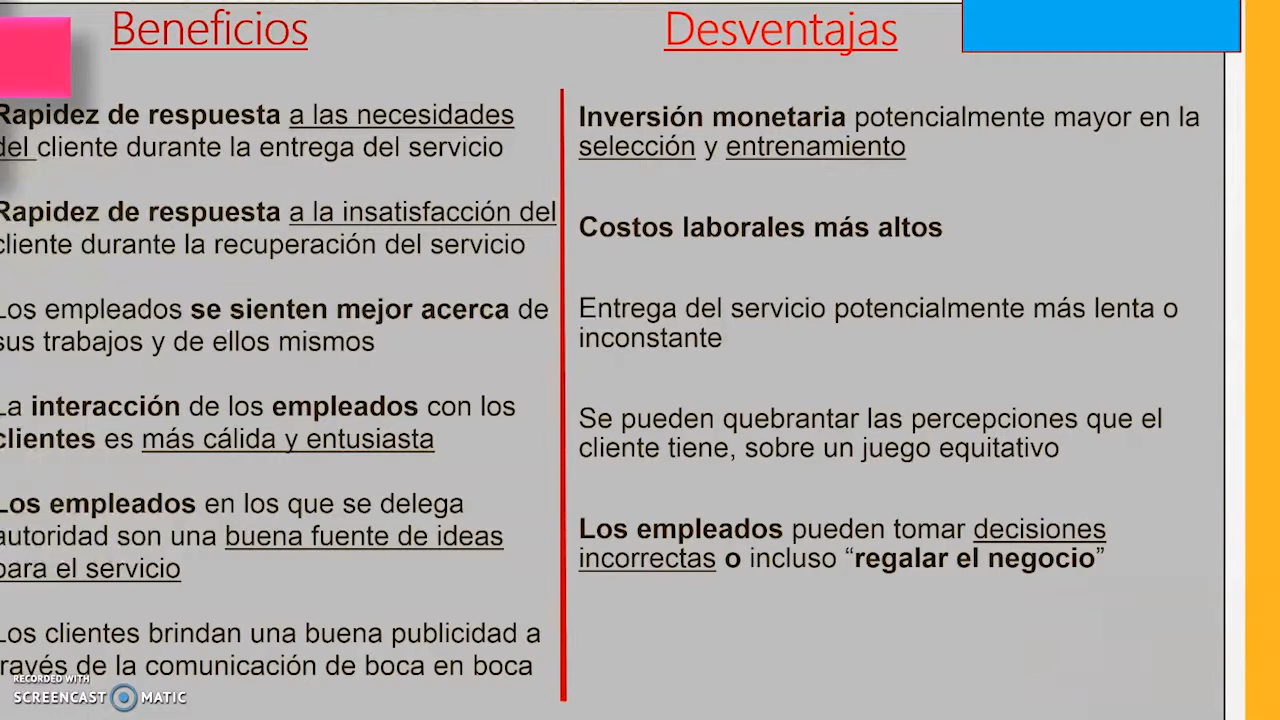 Beneficios
Rapidez de respuesta a las necesidades
del cliente durante la entrega del servicio
Rapidez de respuesta a la insatisfacción del
cliente durante la recuperación del servicio
Los empleados se sienten mejor acerca de
sus trabajos y de ellos mismos
La interacción de los empleados con los
clientes es más cálida y entusiasta
Los empleados en los que se delega
autoridad son una buena fuente de ideas
para el servicio
Los clientes brindan una buena publicidad a
través de la comunicación de boca en boca
Desventajas
Inversión monetaria potencialmente mayor en la
selección y entrenamiento
Costos laborales más altos
Entrega del servicio potencialmente más lenta o
inconstante
Se pueden quebrantar las percepciones que el
cliente tiene, sobre un juego equitativo
Los empleados pueden tomar decisiones
incorrectas o incluso “regalar el negocio”
RECORDED WITH
SCREENCAST MATIC